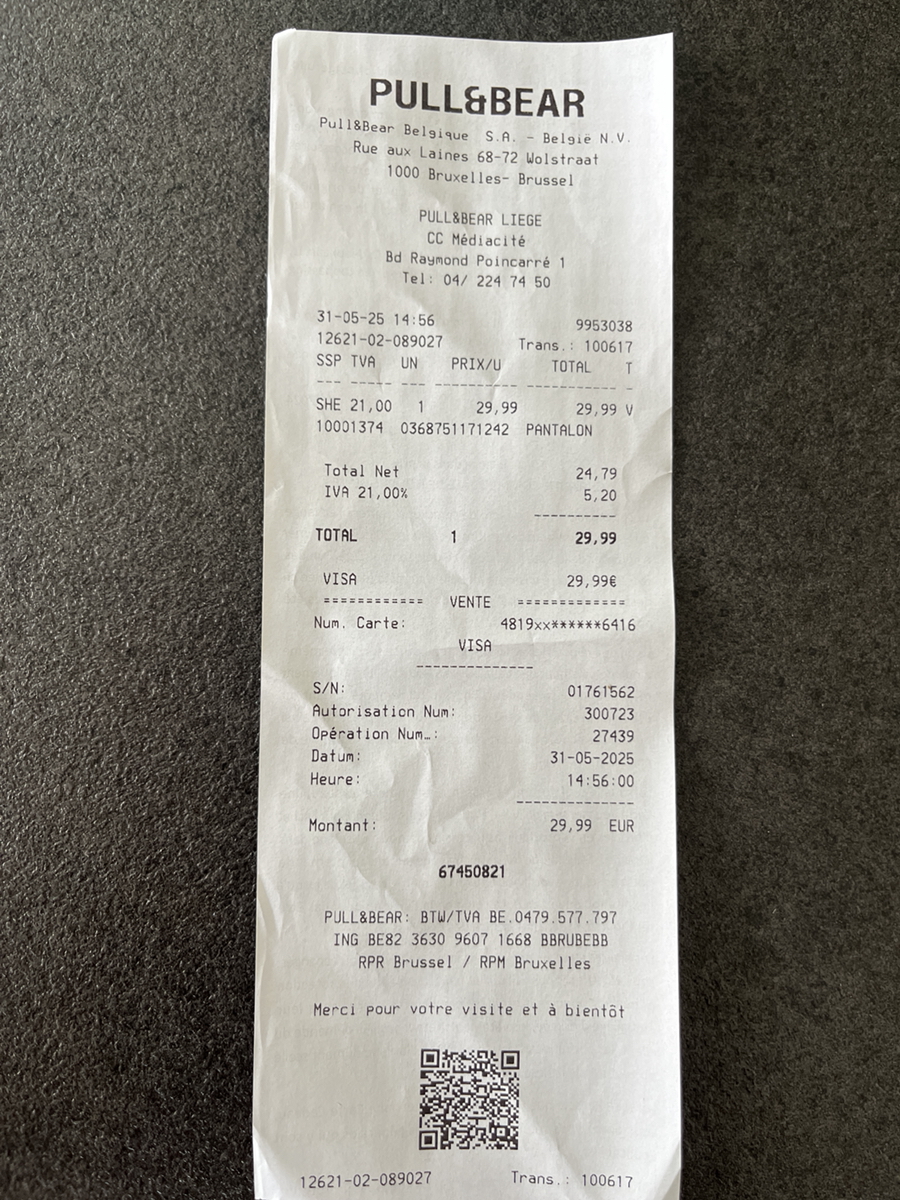 PULL&BEAR
Pull&Bear Belgique S.A. - België N.V.
Rue aux Laines 68-72 Wolstraat
1000 Bruxelles- Brussel
PULL&BEAR LIEGE
CC Médiacité
Bd Raymond Poincarré 1
Tel: 04/ 224 74 50
31-05-25 14:56 9953038
12621-02-089027 Trans.: 100617
SSP TVA UN PRIX/U TOTAL T
--- ----- --- ---------- ----------- -
SHE 21,00 1 29,99 29,99 V
10001374 0368751171242 PANTALON
Total Net 24,79
IVA 21,00% 5,20
----------
TOTAL 1 29,99
VISA 29,99€
============ VENTE =============
Num. Carte: 4819xx******6416
VISA
--------------
S/N: 01761562
Autorisation Num: 300723
Opération Num…: 27439
Datum: 31-05-2025
Heure: 14:56:00
--------------
Montant: 29,99 EUR
67450821
PULL&BEAR: BTW/TVA BE.0479.577.797
ING BE82 3630 9607 1668 BBRUBEBB
RPR Brussel / RPM Bruxelles
Merci pour votre visite et à bientôt
12621-02-089027 Trans.: 100617